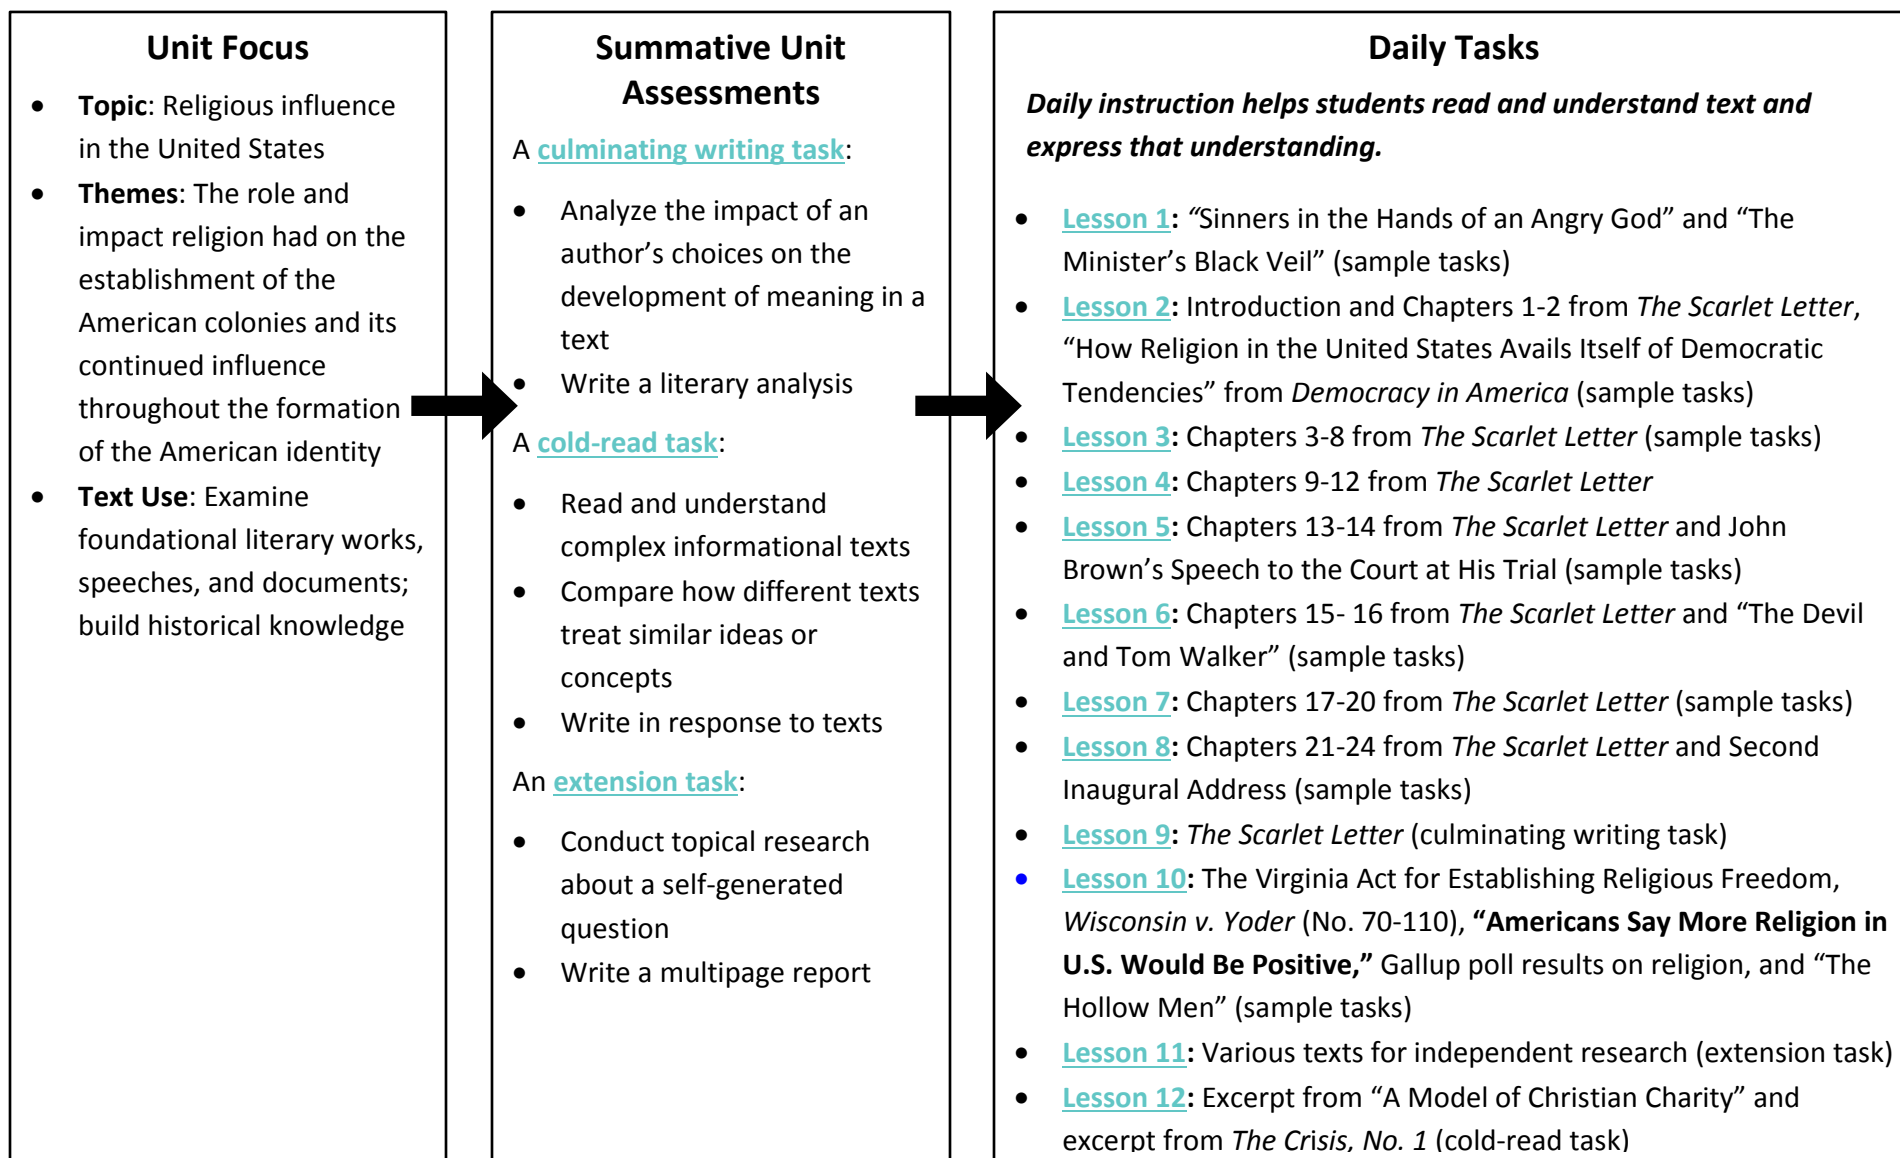 Unit Focus
• Topic: Religious influence
in the United States
• Themes: The role and
impact religion had on the
establishment of the
American colonies and its
continued influence
throughout the formation
of the American identity
• Text Use: Examine
foundational literary works,
speeches, and documents;
build historical knowledge
Summative Unit
Assessments
A culminating writing task:
• Analyze the impact of an
author’s choices on the
development of meaning in a
text
• Write a literary analysis
A cold-read task:
• Read and understand
complex informational texts
• Compare how different texts
treat similar ideas or
concepts
• Write in response to texts
An extension task:
• Conduct topical research
about a self-generated
question
• Write a multipage report
Daily Tasks
Daily instruction helps students read and understand text and
express that understanding.
• Lesson 1: “Sinners in the Hands of an Angry God” and “The
Minister’s Black Veil” (sample tasks)
• Lesson 2: Introduction and Chapters 1-2 from The Scarlet Letter,
“How Religion in the United States Avails Itself of Democratic
Tendencies” from Democracy in America (sample tasks)
• Lesson 3: Chapters 3-8 from The Scarlet Letter (sample tasks)
• Lesson 4: Chapters 9-12 from The Scarlet Letter
• Lesson 5: Chapters 13-14 from The Scarlet Letter and John
Brown’s Speech to the Court at His Trial (sample tasks)
• Lesson 6: Chapters 15- 16 from The Scarlet Letter and “The Devil
and Tom Walker” (sample tasks)
• Lesson 7: Chapters 17-20 from The Scarlet Letter (sample tasks)
• Lesson 8: Chapters 21-24 from The Scarlet Letter and Second
Inaugural Address (sample tasks)
• Lesson 9: The Scarlet Letter (culminating writing task)
• Lesson 10: The Virginia Act for Establishing Religious Freedom,
Wisconsin v. Yoder (No. 70-110), “Americans Say More Religion in
U.S. Would Be Positive,” Gallup poll results on religion, and “The
Hollow Men” (sample tasks)
• Lesson 11: Various texts for independent research (extension task)
• Lesson 12: Excerpt from “A Model of Christian Charity” and
excerpt from The Crisis, No. 1 (cold-read task)